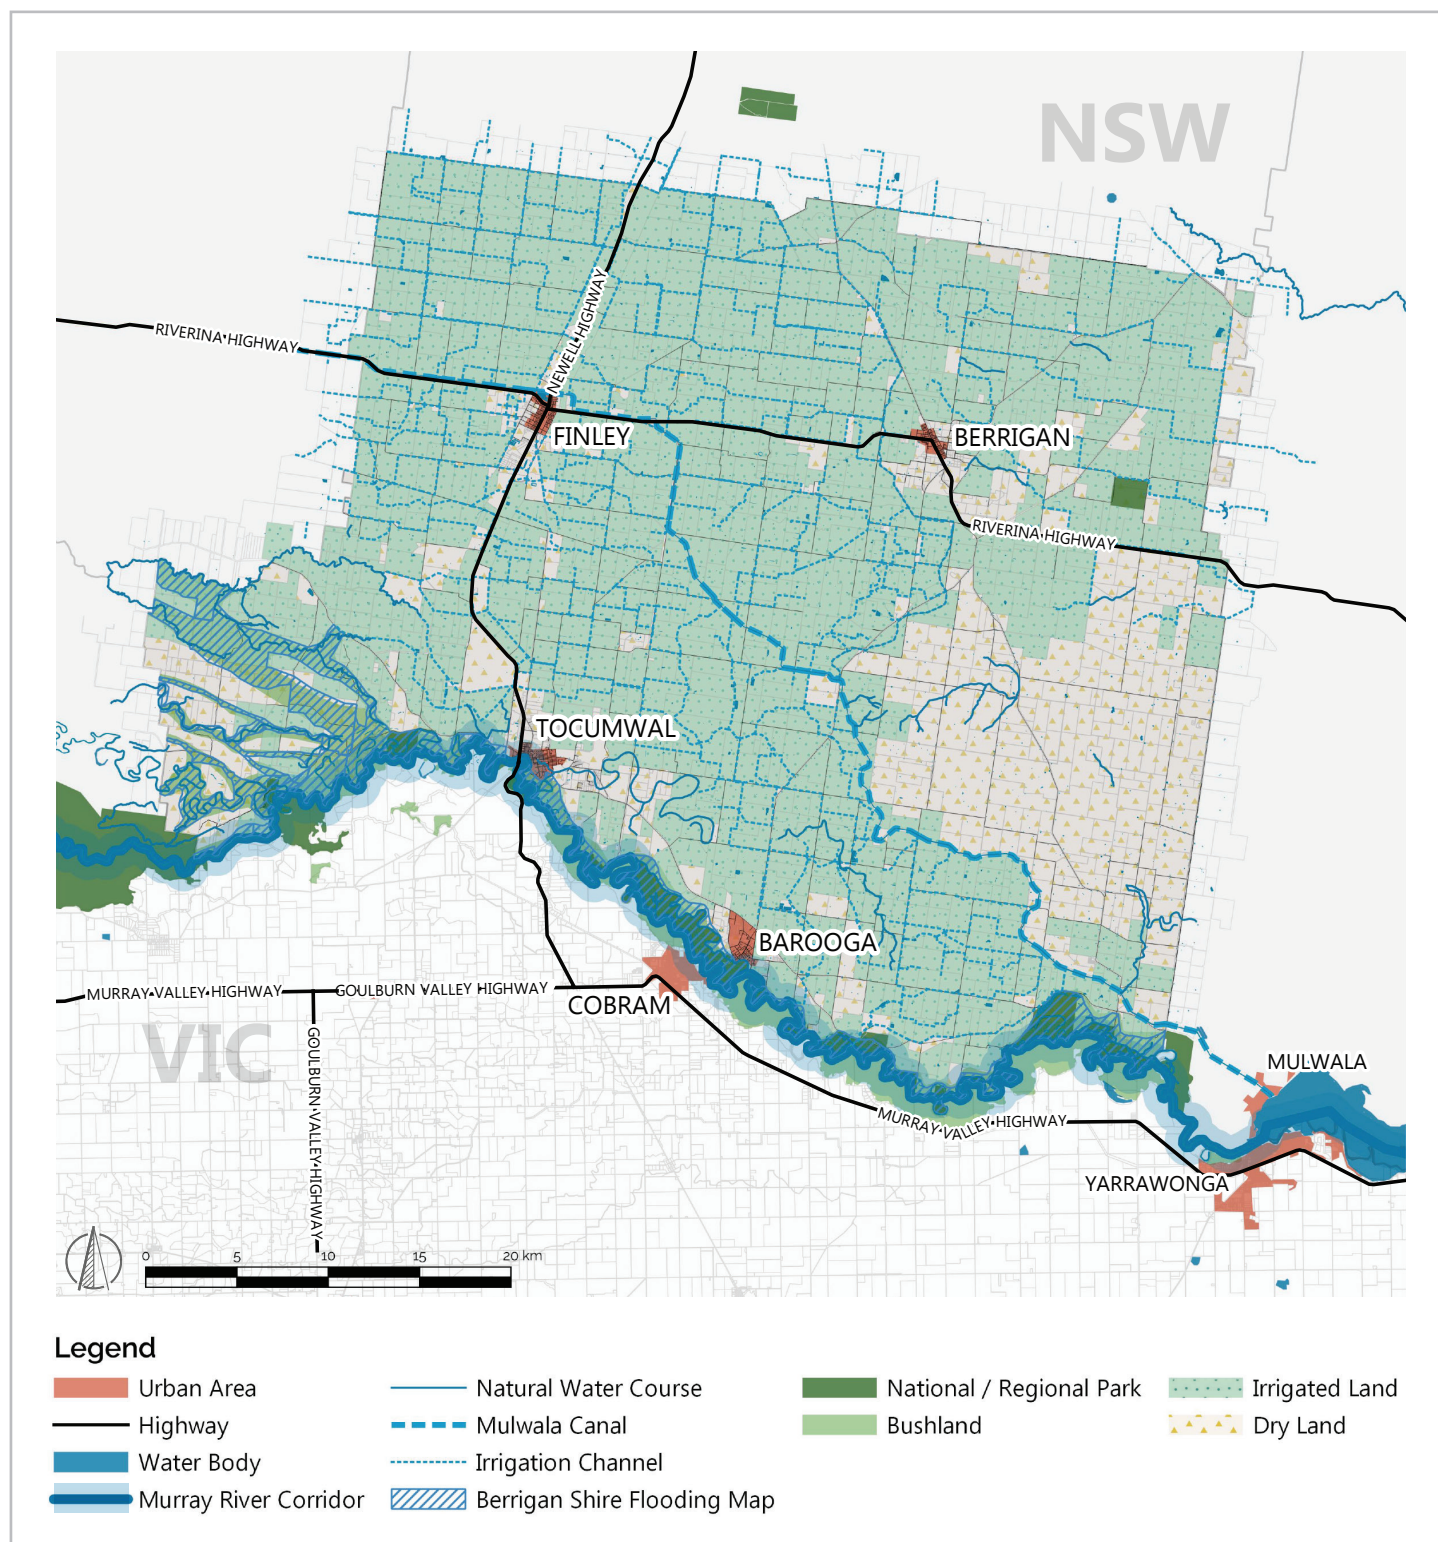 NSW
RIVERINA HIGHWAY
NEWELL HIGHWAY
FINLEY
BERRIGAN
RIVERINA HIGHWAY
TOCUMWAL
BAROOGA
MURRAY VALLEY HIGHWAY
GOULBURN VALLEY HIGHWAY
COBRAM
VIC
GOULBURN VALLEY HIGHWAY
MULWALA
MURRAY VALLEY HIGHWAY
YARRAWONGA
0 5 10 15 20 km
Legend
Urban Area
Highway
Water Body
Murray River Corridor
Natural Water Course
Mulwala Canal
Irrigation Channel
Berrigan Shire Flooding Map
National / Regional Park
Bushland
Irrigated Land
Dry Land